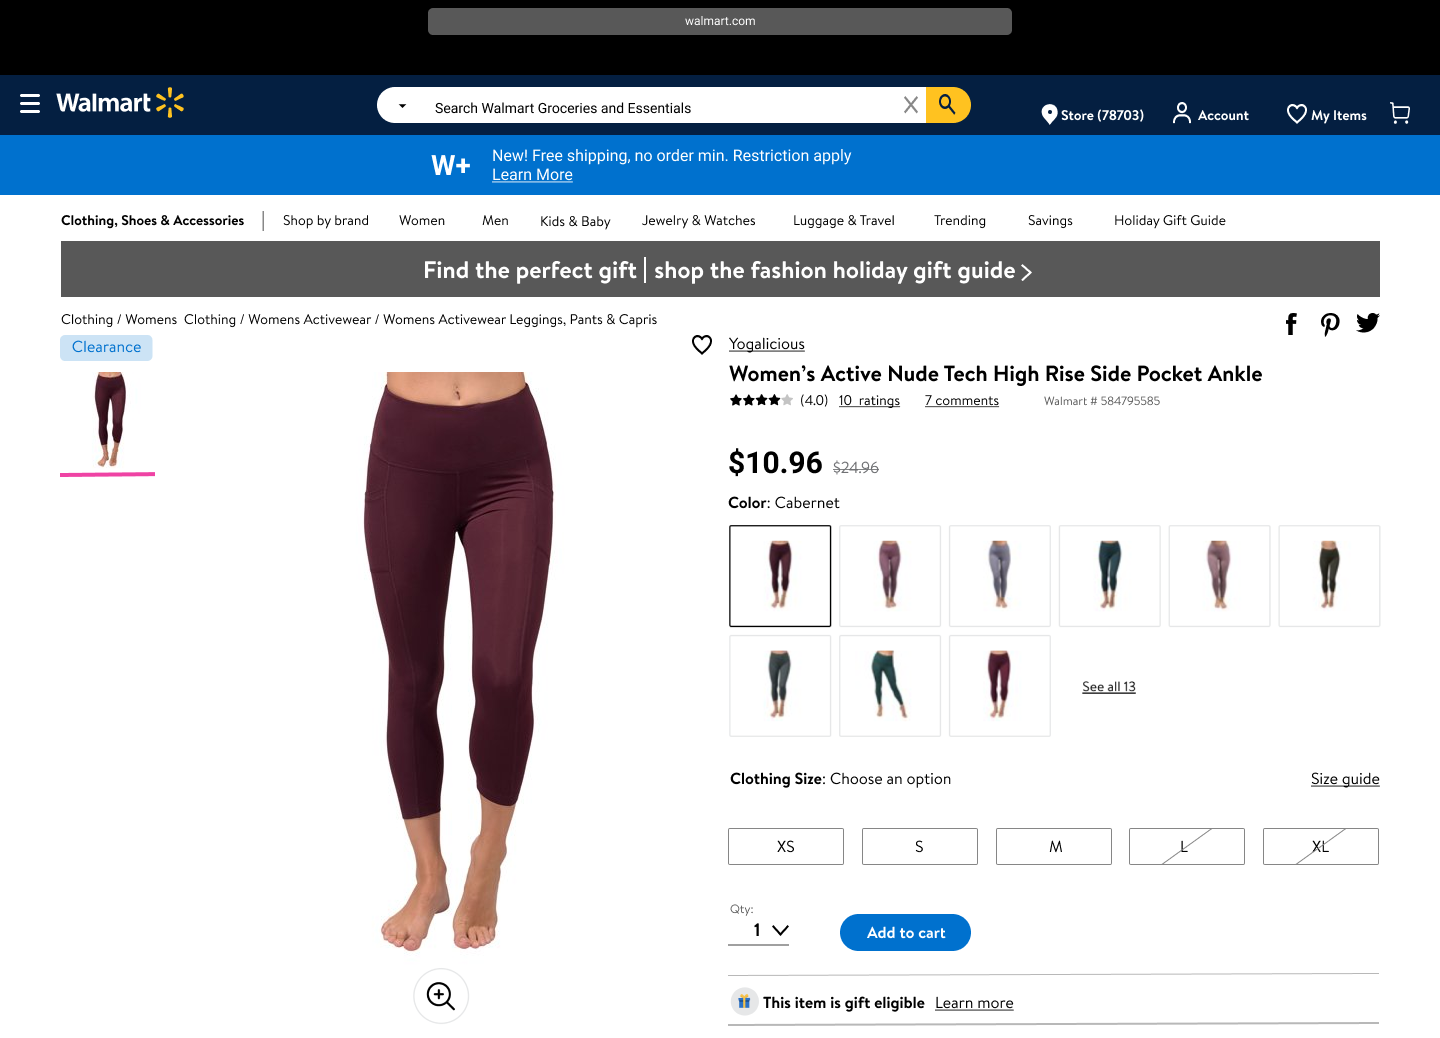 walmart.com
Walmart
Search Walmart Groceries and Essentials
X
Store (78703)
Account
My Items
W+
New! Free shipping, no order min. Restriction apply
Learn More
Clothing, Shoes & Accessories
Shop by brand
Women
Men
Kids & Baby
Jewelry & Watches
Luggage & Travel
Trending
Savings
Holiday Gift Guide
Find the perfect gift | shop the fashion holiday gift guide >
Clothing / Womens Clothing / Womens Activewear / Womens Activewear Leggings, Pants & Capris
Clearance
Yogalicious
Women’s Active Nude Tech High Rise Side Pocket Ankle
(4.0) 10 ratings 7 comments Walmart # 584795585
$10.96 $24.96
Color: Cabernet
See all 13
Clothing Size: Choose an option
Size guide
XS
S
M
L
XL
Qty:
1
Add to cart
This item is gift eligible Learn more